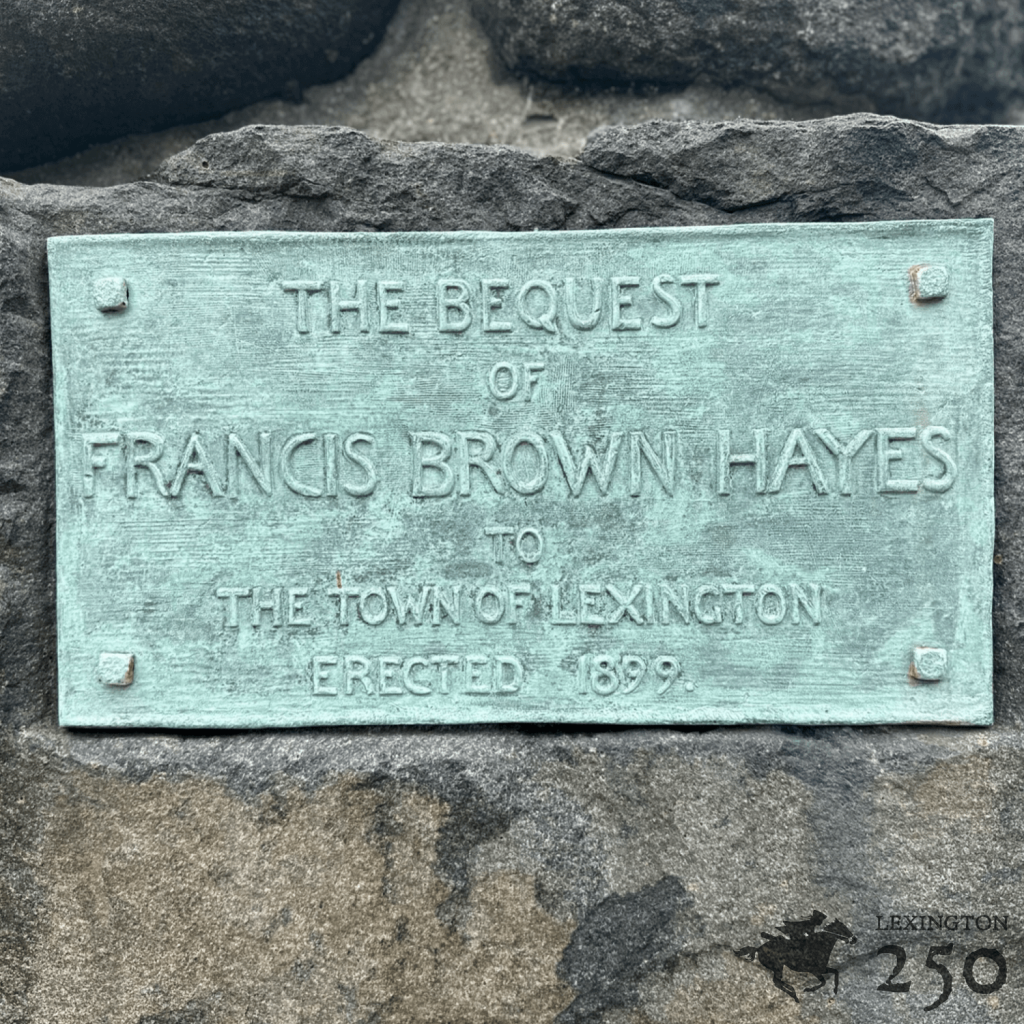 THE BEQUEST
OF
FRANCIS BROWN HAYES
TO
THE TOWN OF LEXINGTON
ERECTED 1899.
LEXINGTON
250